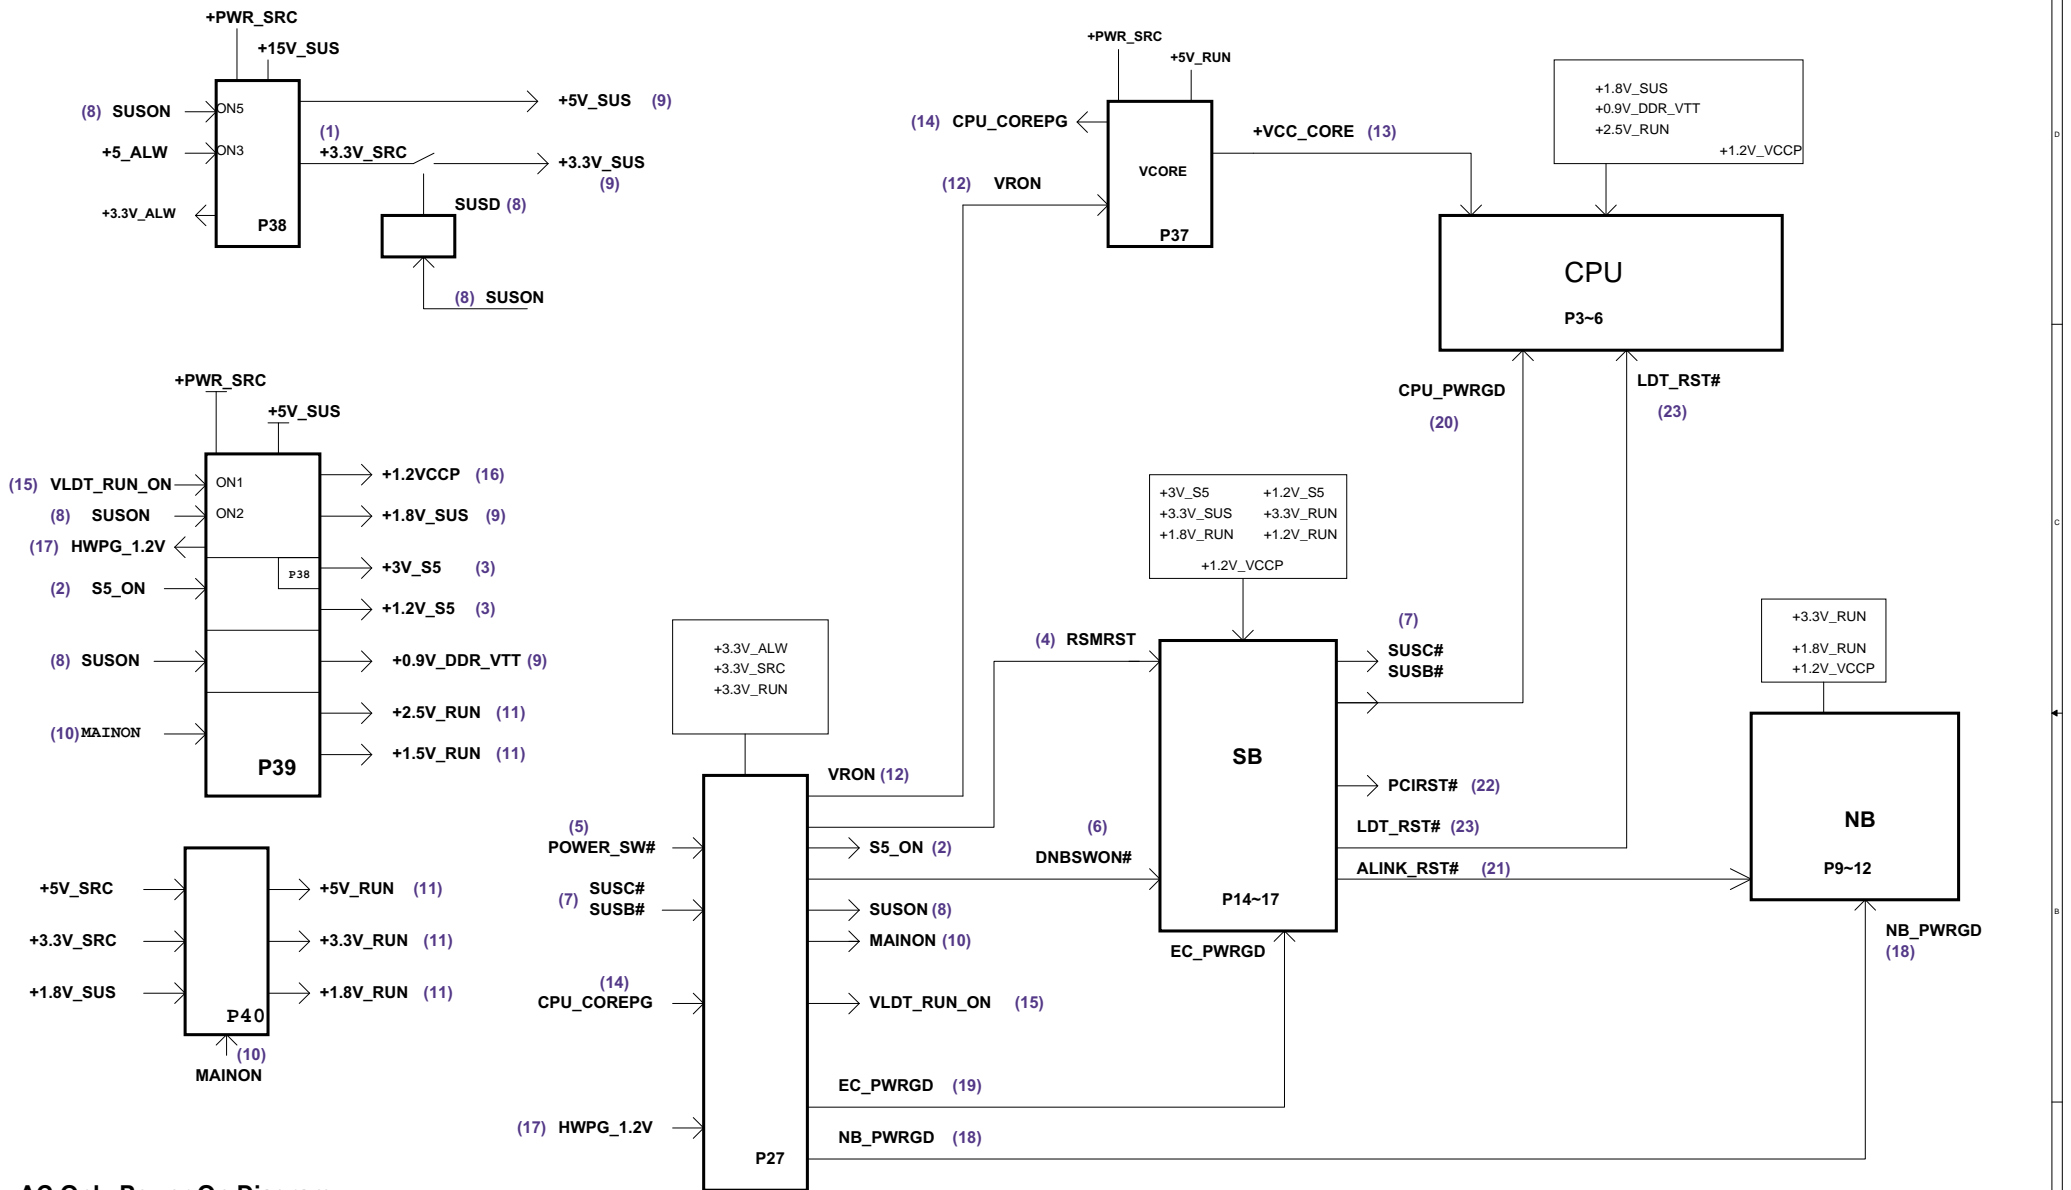 +PWR_SRC
+15V_SUS
(8) SUSON
ON5
+5V_SUS (9)
+5_ALW
ON3
(1)
+3.3V_SRC
+3.3V_SUS
(9)
+3.3V_ALW
P38
SUSD (8)
(8) SUSON
+PWR_SRC
+5V_RUN
(14) CPU_COREPG
+VCC_CORE (13)
VCORE
(12) VRON
P37
+1.8V_SUS
+0.9V_DDR_VTT
+2.5V_RUN
+1.2V_VCCP
CPU
P3~6
CPU_PWRGD
(20)
LDT_RST#
(23)
+PWR_SRC
+5V_SUS
(15) VLDT_RUN_ON
ON1
+1.2VCCP (16)
(8) SUSON
ON2
+1.8V_SUS (9)
(17) HWPG_1.2V
P38
+3V_S5 (3)
(2) S5_ON
+1.2V_S5 (3)
(8) SUSON
+0.9V_DDR_VTT (9)
+2.5V_RUN (11)
(10) MAINON
+1.5V_RUN (11)
P39
+5V_SRC
+5V_RUN (11)
+3.3V_SRC
+3.3V_RUN (11)
+1.8V_SUS
+1.8V_RUN (11)
P40
(10)
MAINON
+3.3V_ALW
+3.3V_SRC
+3.3V_RUN
VRON (12)
(5)
POWER_SW#
S5_ON (2)
(7)
SUSC#
SUSB#
SUSON (8)
MAINON (10)
(14)
CPU_COREPG
VLDT_RUN_ON (15)
EC_PWRGD (19)
(17) HWPG_1.2V
NB_PWRGD (18)
P27
+3V_S5 +1.2V_S5
+3.3V_SUS +3.3V_RUN
+1.8V_RUN +1.2V_RUN
+1.2V_VCCP
(4) RSMRST
(7)
SUSC#
SUSB#
SB
PCIRST# (22)
(6)
DNBSWON#
LDT_RST# (23)
ALINK_RST# (21)
P14~17
EC_PWRGD
+3.3V_RUN
+1.8V_RUN
+1.2V_VCCP
NB
P9~12
NB_PWRGD
(18)
D
C
B